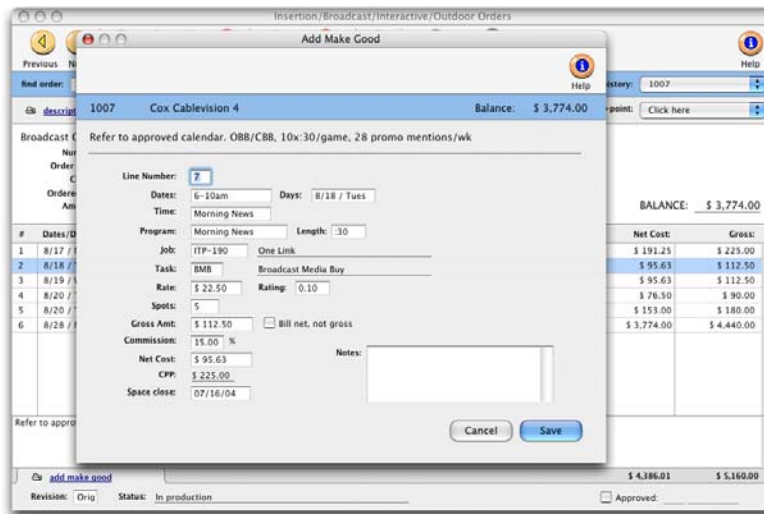 Insertion/Broadcast/Interactive/Outdoor Orders
Add Make Good
Previous
Help
Help
find order:
1007
1007 Cox Cablevision 4 Balance: $ 3,774.00
Click here
Refer to approved calendar. OBB/CBB, 10x:30/game, 28 promo mentions/wk
Line Number: 7
Dates: 6-10am Days: 8/18 / Tues
Time: Morning News
Program: Morning News Length: :30
Job: ITP-190 One Link
Task: BMB Broadcast Media Buy
Rate: $ 22.50 Rating: 0.10
Spots: 5
Gross Amt: $ 112.50 Bill net, not gross
Commission: 15.00 %
Net Cost: $ 95.63
CPP: $ 225.00
Space close: 07/16/04
Notes:
Cancel Save
BALANCE: $ 3,774.00
# Dates/D Net Cost: Gross:
1 8/17 / $ 191.25 $ 225.00
2 8/18 / $ 95.63 $ 112.50
3 8/19 / $ 95.63 $ 112.50
4 8/20 / $ 76.50 $ 90.00
5 8/20 / $ 153.00 $ 180.00
6 8/28 / $ 3,774.00 $ 4,440.00
Refer to appro
add make good $ 4,386.01 $ 5,160.00
Revision: Orig Status: In production Approved: